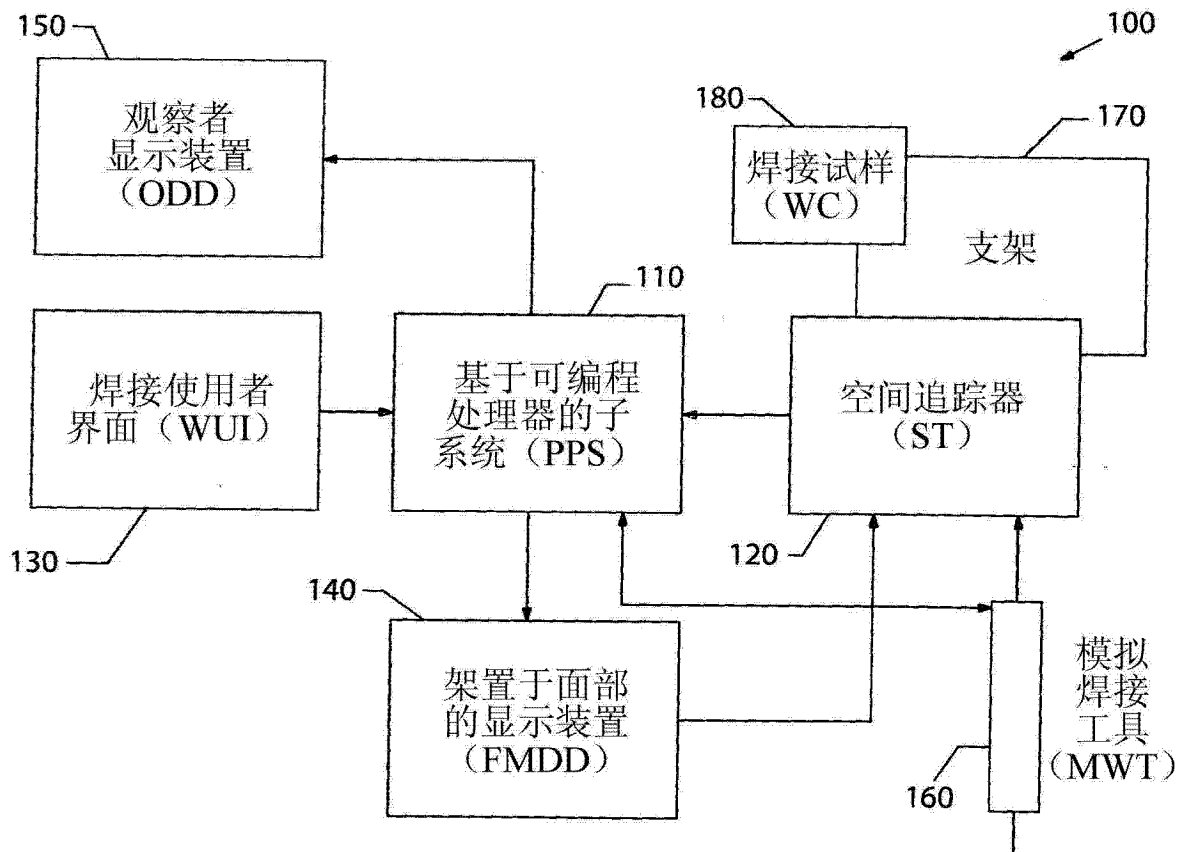 150
观察者
显示装置
（ODD）
100
180
焊接试样
（WC）
170
支架
110
焊接使用者
界面（WUI）
基于可编程
处理器的子
系统（PPS）
空间追踪器
（ST）
130
120
140
架置于面部
的显示装置
（FMDD）
模拟
焊接
工具
（MWT）
160